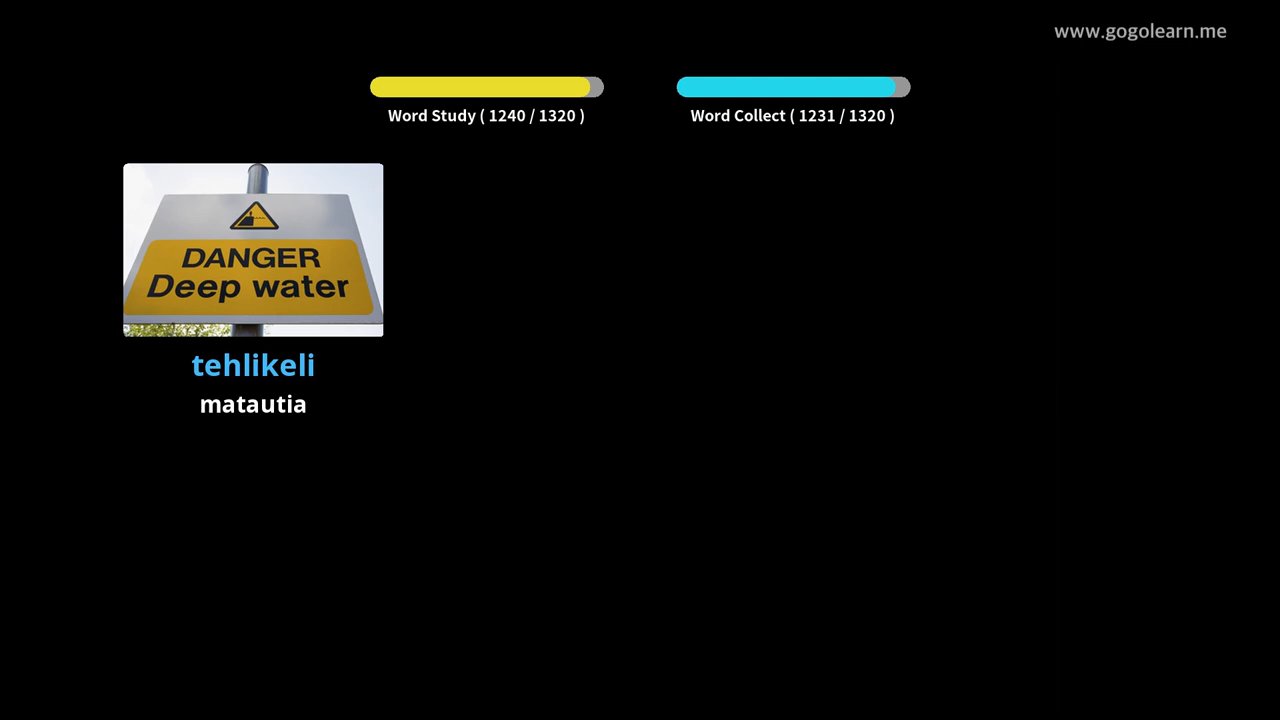 www.gogolearn.me
Word Study ( 1240 / 1320 )
Word Collect ( 1231 / 1320 )
DANGER
Deep water
tehlikeli
matautia